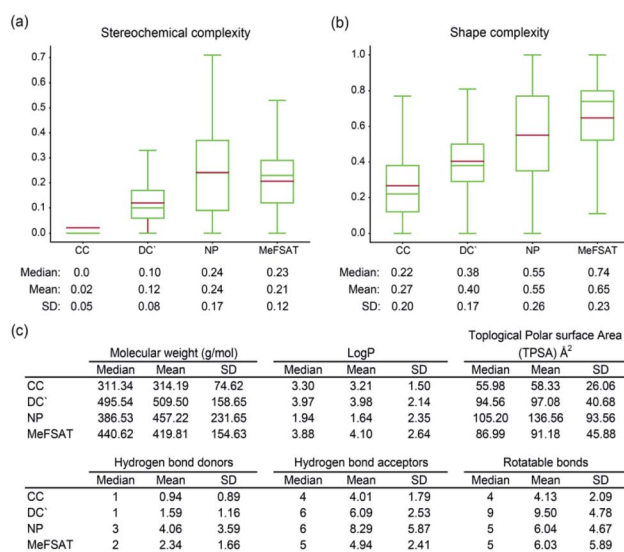 (a)
Stereochemical complexity
0.7
0.6
0.5
0.4
0.3
0.2
0.1
0.0
CC DC` NP MeFSAT
Median: 0.0 0.10 0.24 0.23
Mean: 0.02 0.12 0.24 0.21
SD: 0.05 0.08 0.17 0.12
(b)
Shape complexity
1.0
0.8
0.6
0.4
0.2
0.0
CC DC` NP MeFSAT
Median: 0.22 0.38 0.55 0.74
Mean: 0.27 0.40 0.55 0.65
SD: 0.20 0.17 0.26 0.23
(c)
Molecular weight (g/mol) LogP Toplogical Polar surface Area
(TPSA) Å²
Median Mean SD Median Mean SD Median Mean SD
CC 311.34 314.19 74.62 3.30 3.21 1.50 55.98 58.33 26.06
DC` 495.54 509.50 158.65 3.97 3.98 2.14 94.56 97.08 40.68
NP 386.53 457.22 231.65 1.94 1.64 2.35 105.20 136.56 93.56
MeFSAT 440.62 419.81 154.63 3.88 4.10 2.64 86.99 91.18 45.88
Hydrogen bond donors Hydrogen bond acceptors Rotatable bonds
Median Mean SD Median Mean SD Median Mean SD
CC 1 0.94 0.89 4 4.01 1.79 4 4.13 2.09
DC` 1 1.59 1.16 6 6.09 2.53 9 9.50 4.78
NP 3 4.06 3.59 6 8.29 5.87 5 6.04 4.67
MeFSAT 2 2.34 1.66 5 4.94 2.41 5 6.03 5.89